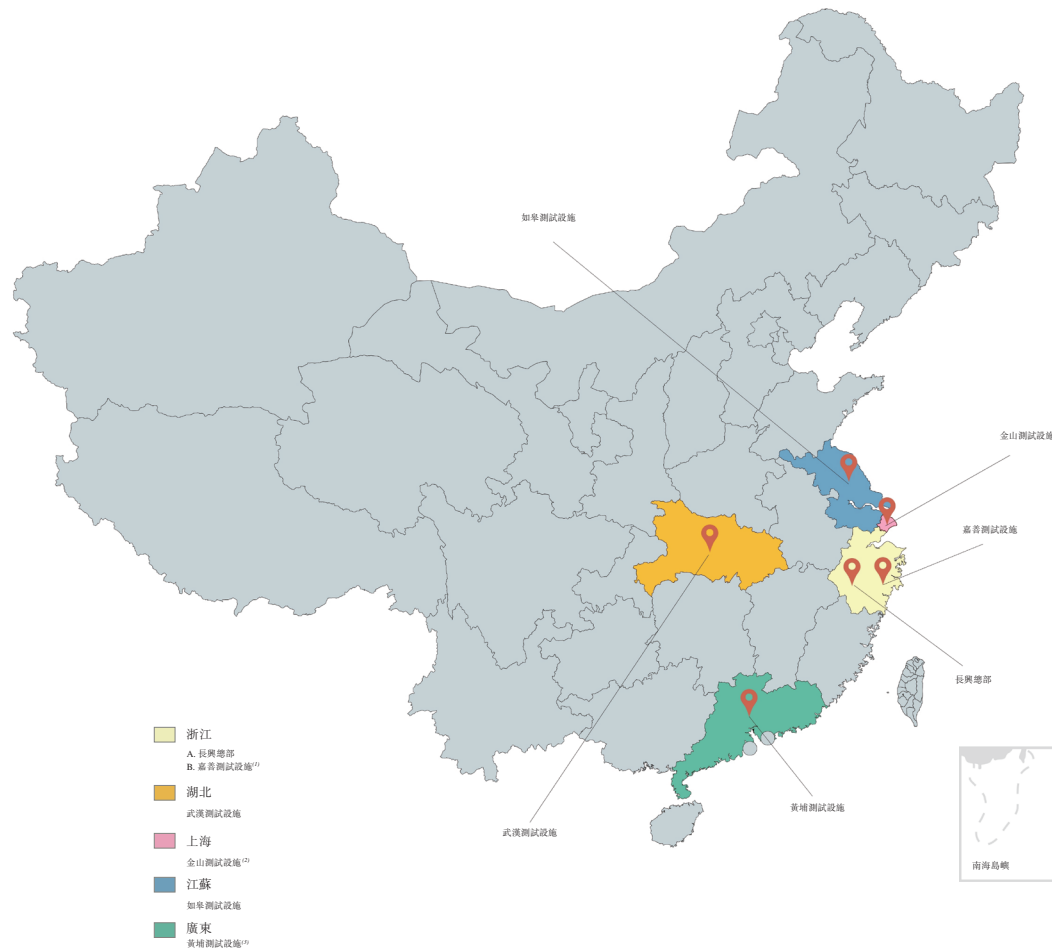 如皋測試設施
金山測試設施
嘉善測試設施
長興總部
黃埔測試設施
武漢測試設施
浙江
A. 長興總部
B. 嘉善測試設施(1)
湖北
武漢測試設施
上海
金山測試設施(2)
江蘇
如皋測試設施
廣東
黃埔測試設施(3)
南海島嶼